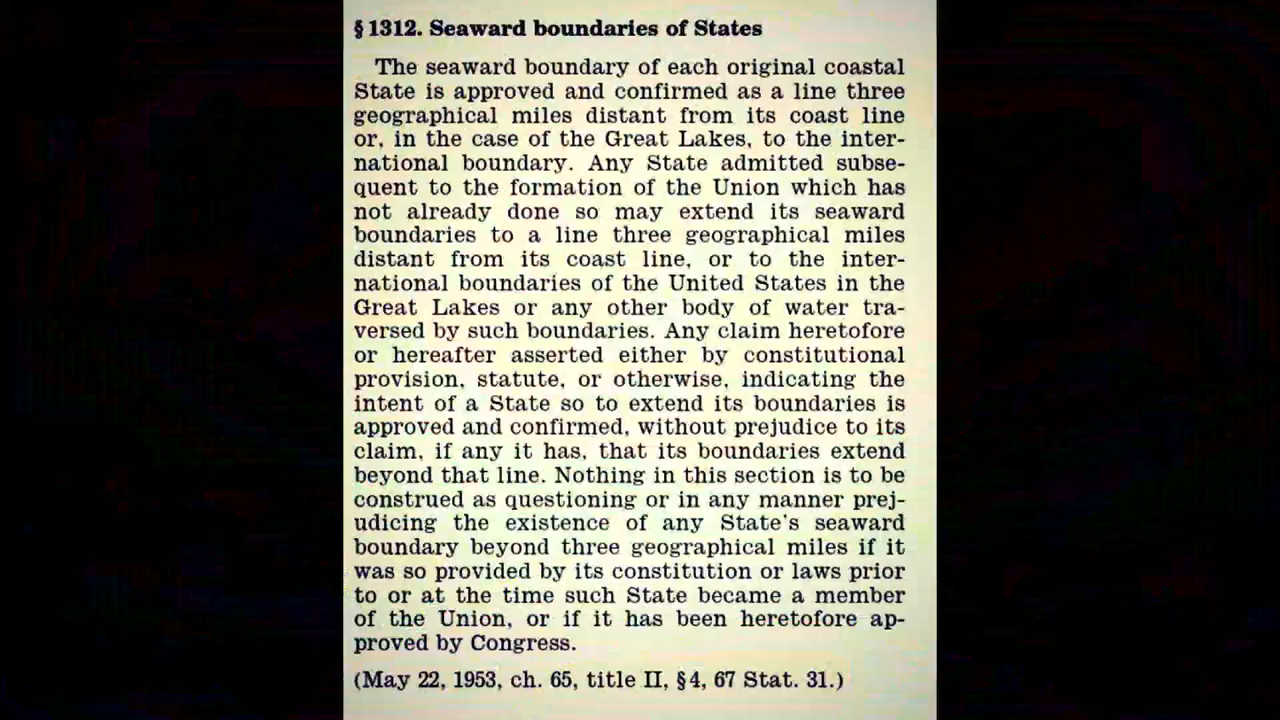 § 1312. Seaward boundaries of States
The seaward boundary of each original coastal
State is approved and confirmed as a line three
geographical miles distant from its coast line
or, in the case of the Great Lakes, to the inter-
national boundary. Any State admitted subse-
quent to the formation of the Union which has
not already done so may extend its seaward
boundaries to a line three geographical miles
distant from its coast line, or to the inter-
national boundaries of the United States in the
Great Lakes or any other body of water tra-
versed by such boundaries. Any claim heretofore
or hereafter asserted either by constitutional
provision, statute, or otherwise, indicating the
intent of a State so to extend its boundaries is
approved and confirmed, without prejudice to its
claim, if any it has, that its boundaries extend
beyond that line. Nothing in this section is to be
construed as questioning or in any manner prej-
udicing the existence of any State's seaward
boundary beyond three geographical miles if it
was so provided by its constitution or laws prior
to or at the time such State became a member
of the Union, or if it has been heretofore ap-
proved by Congress.
(May 22, 1953, ch. 65, title II, § 4, 67 Stat. 31.)